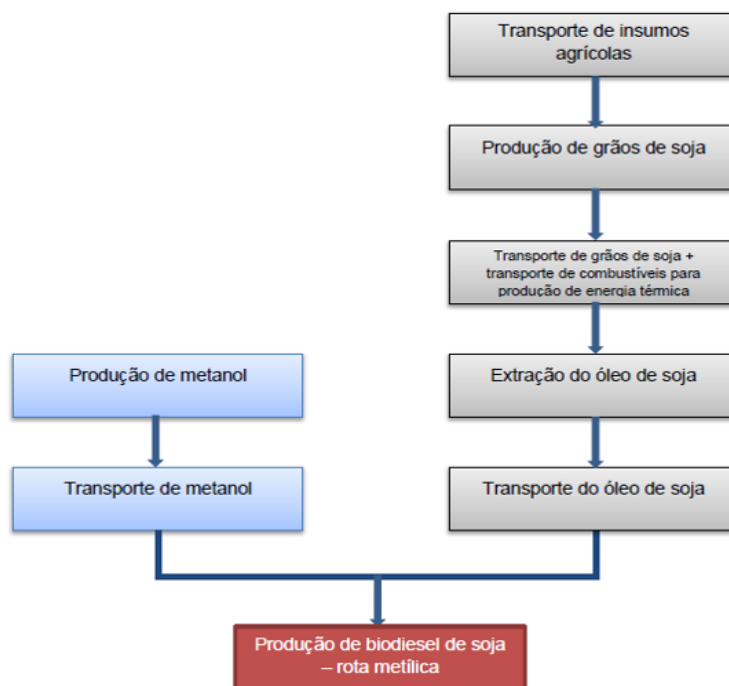 Transporte de insumos
agrícolas
Produção de grãos de soja
Transporte de grãos de soja +
transporte de combustíveis para
produção de energia térmica
Produção de metanol
Extração do óleo de soja
Transporte de metanol
Transporte do óleo de soja
Produção de biodiesel de soja
– rota metílica